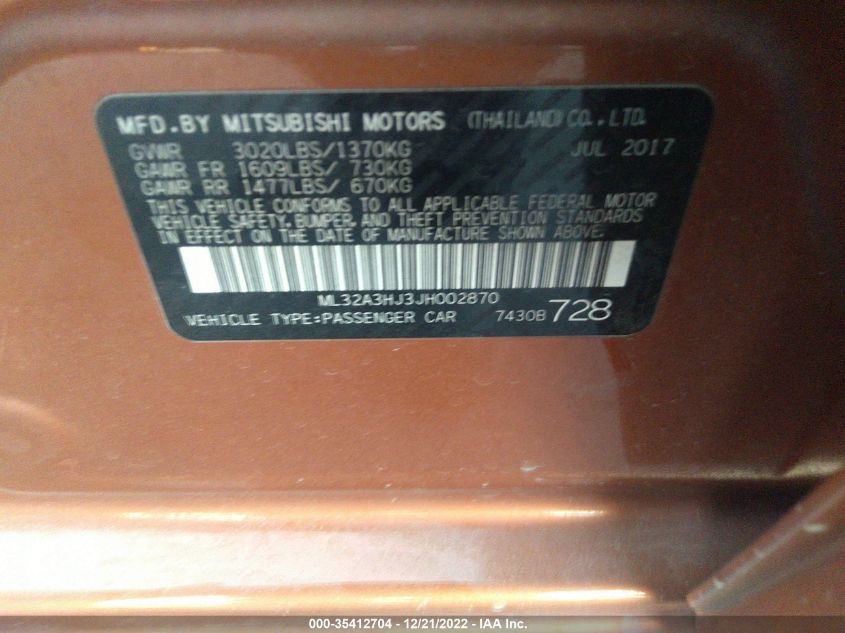 MFD.BY MITSUBISHI MOTORS (THAILAND) CO., LTD.
GVWR 3020LBS/1370KG JUL 2017
GAWR FR 1609LBS/ 730KG
GAWR RR 1477LBS/ 670KG
THIS VEHICLE CONFORMS TO ALL APPLICABLE FEDERAL MOTOR
VEHICLE SAFETY, BUMPER, AND THEFT PREVENTION STANDARDS
IN EFFECT ON THE DATE OF MANUFACTURE SHOWN ABOVE.
ML32A3HJ3JH002870
VEHICLE TYPE:PASSENGER CAR 7430B 728
000-35412704 - 12/21/2022 - IAA Inc.